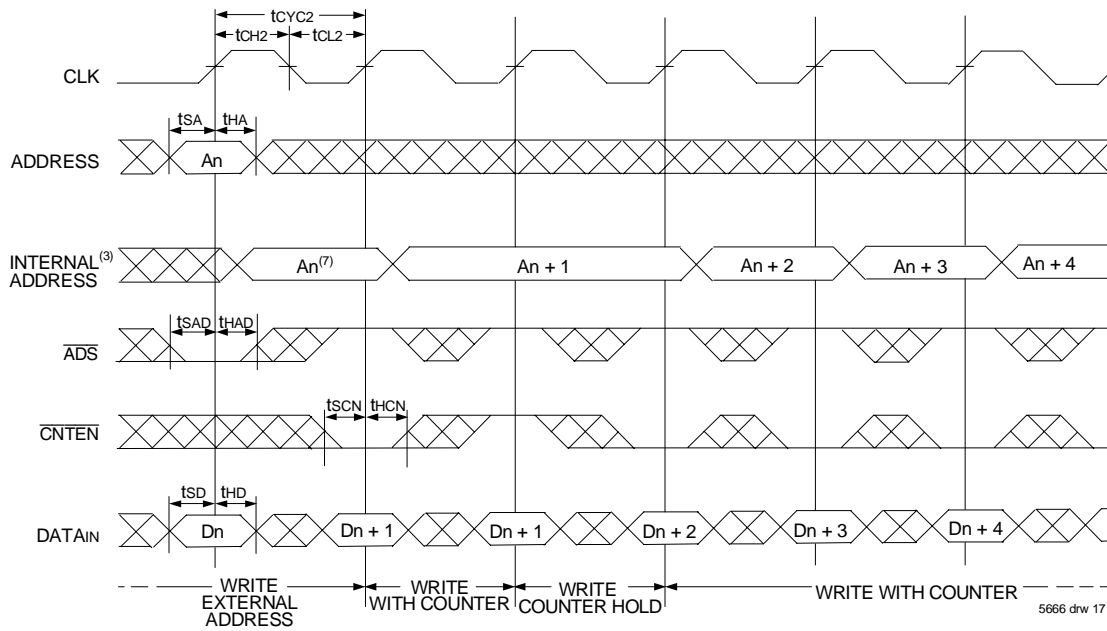 tCYC2
tCH2 tCL2
CLK
tSA tHA
ADDRESS An
INTERNAL(3)
ADDRESS
An(7) An + 1 An + 2 An + 3 An + 4
tSAD tHAD
ADS
tSCN tHCN
CNTEN
tSD tHD
DATAIN Dn Dn + 1 Dn + 1 Dn + 2 Dn + 3 Dn + 4
WRITE
EXTERNAL
ADDRESS
WRITE
WITH COUNTER
WRITE
COUNTER HOLD
WRITE WITH COUNTER
5666 drw 17